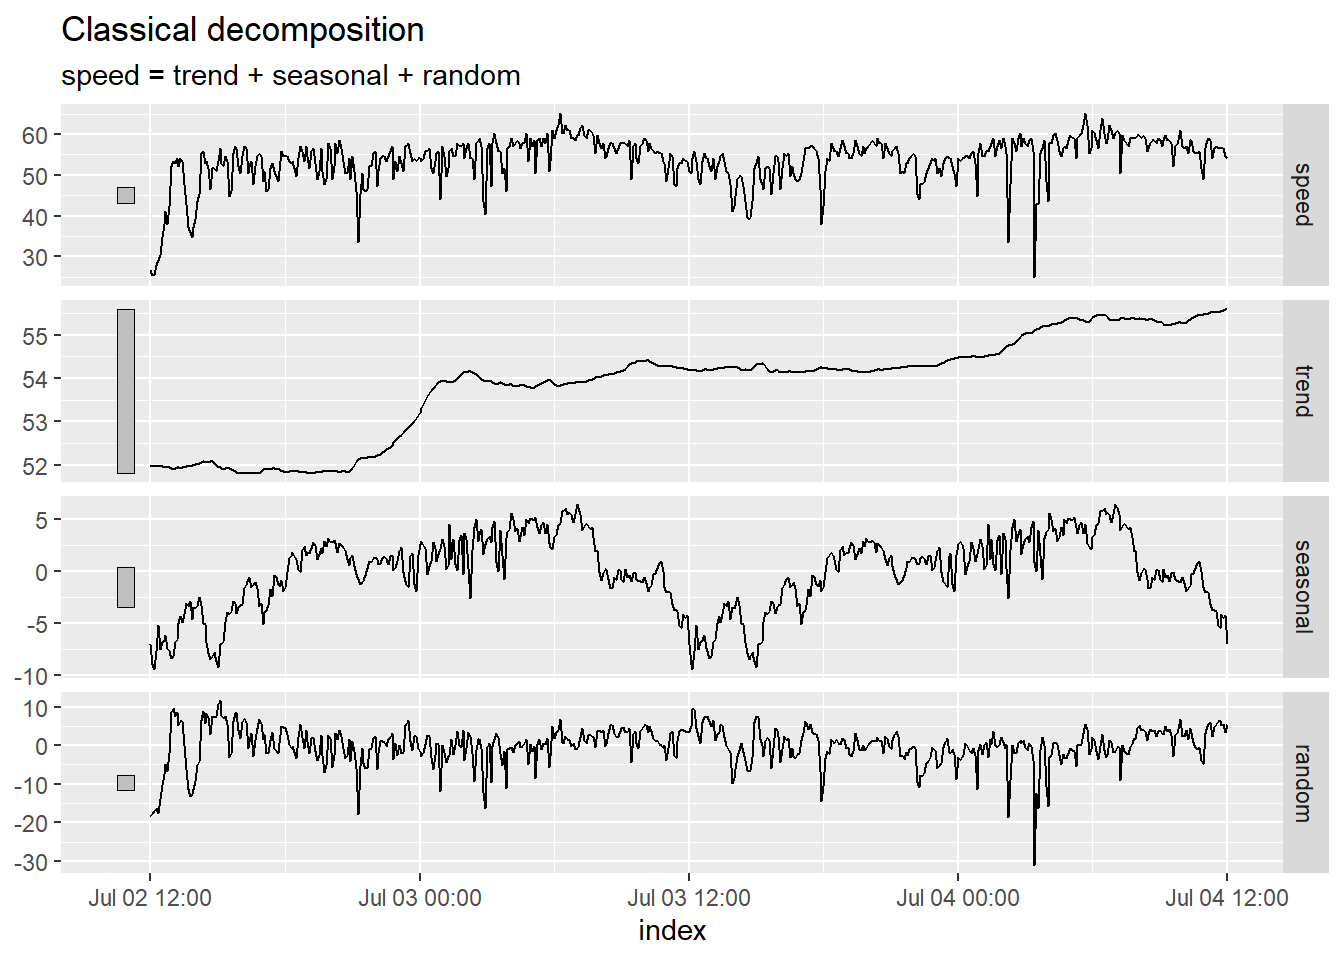 Classical decomposition
speed = trend + seasonal + random
60
50
40
30
speed
55
54
53
52
trend
5
0
-5
-10
seasonal
10
0
-10
-20
-30
random
Jul 02 12:00 Jul 03 00:00 Jul 03 12:00 Jul 04 00:00 Jul 04 12:00
index